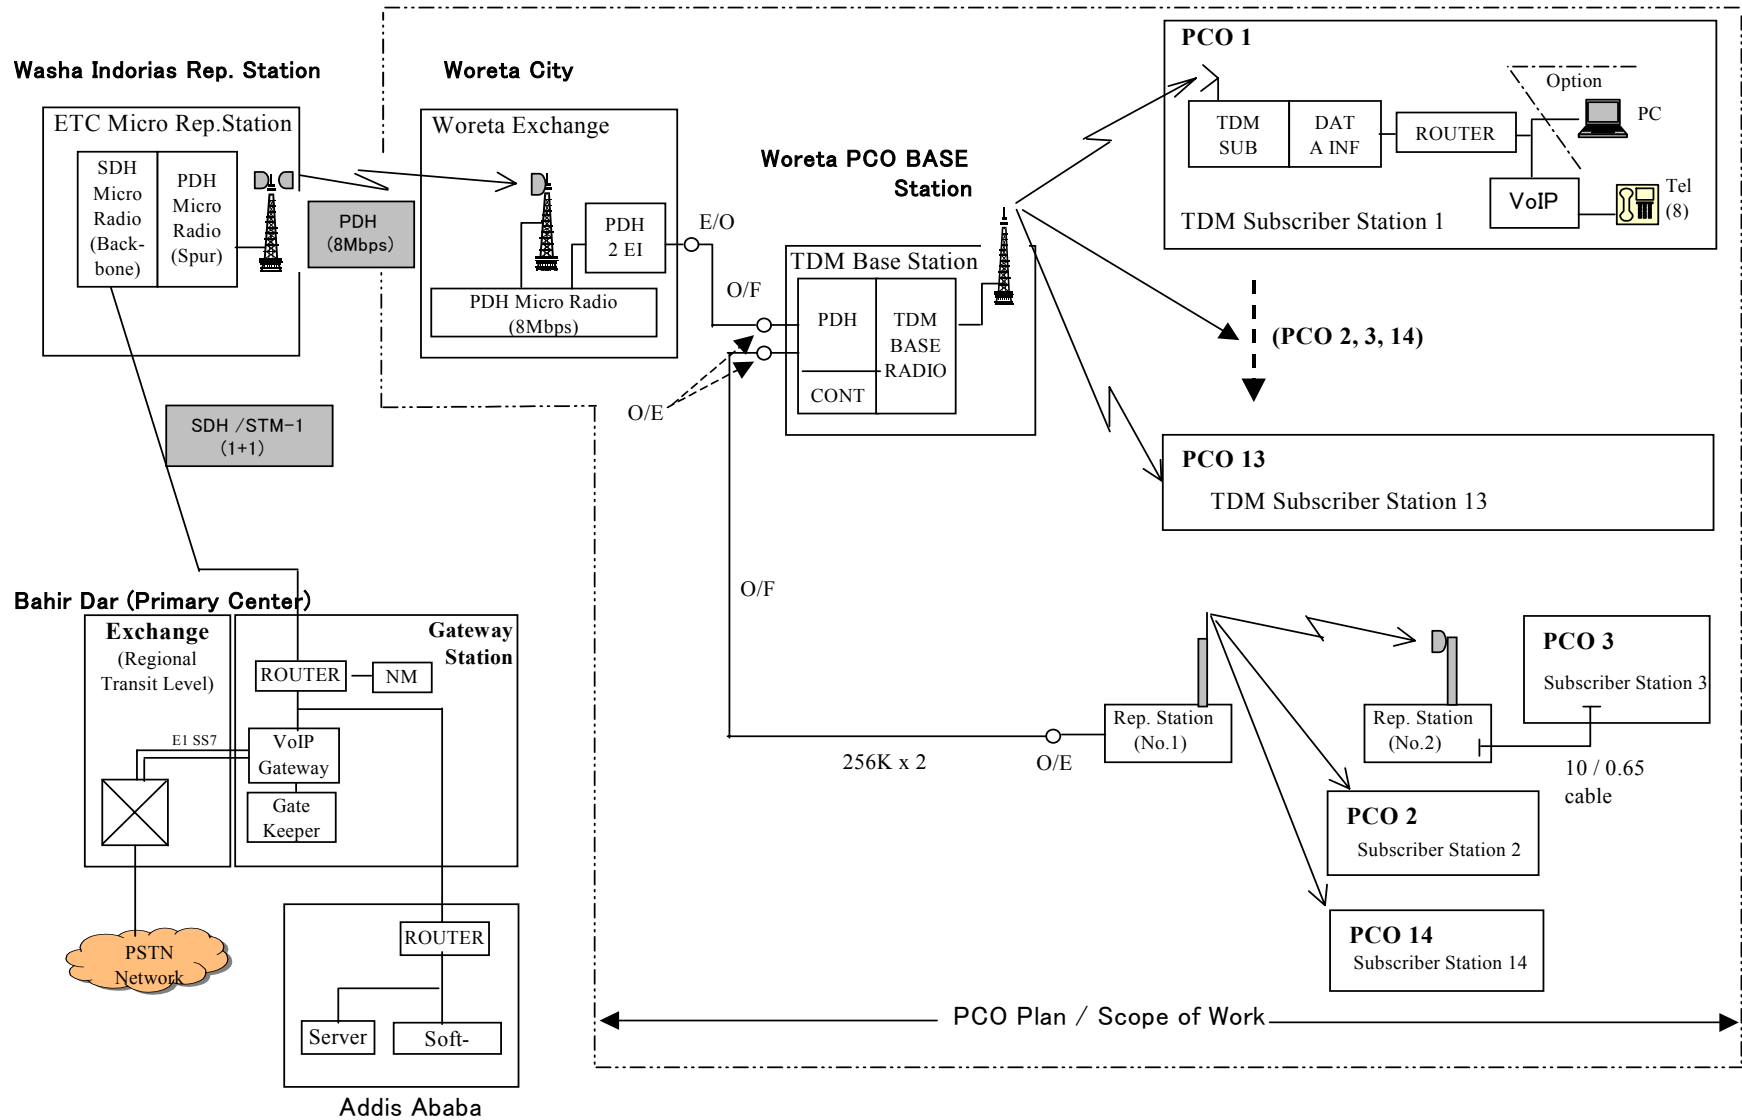 Washa Indorias Rep. Station
ETC Micro Rep.Station
SDH
Micro
Radio
(Back-
bone)
PDH
Micro
Radio
(Spur)
PDH
(8Mbps)
Woreta City
Woreta Exchange
PDH
2 EI
PDH Micro Radio
(8Mbps)
E/O
O/F
O/E
Woreta PCO BASE
Station
TDM Base Station
PDH
CONT
TDM
BASE
RADIO
PCO 1
TDM
SUB
DAT
A INF
ROUTER
Option
PC
VoIP
Tel
(8)
TDM Subscriber Station 1
(PCO 2, 3, 14)
PCO 13
TDM Subscriber Station 13
SDH /STM-1
(1+1)
Bahir Dar (Primary Center)
Exchange
(Regional
Transit Level)
Gateway
Station
ROUTER
NM
E1 SS7
VoIP
Gateway
Gate
Keeper
PSTN
Network
ROUTER
Server
Soft-
Addis Ababa
O/F
256K x 2
O/E
Rep. Station
(No.1)
Rep. Station
(No.2)
PCO 3
Subscriber Station 3
10 / 0.65
cable
PCO 2
Subscriber Station 2
PCO 14
Subscriber Station 14
PCO Plan / Scope of Work